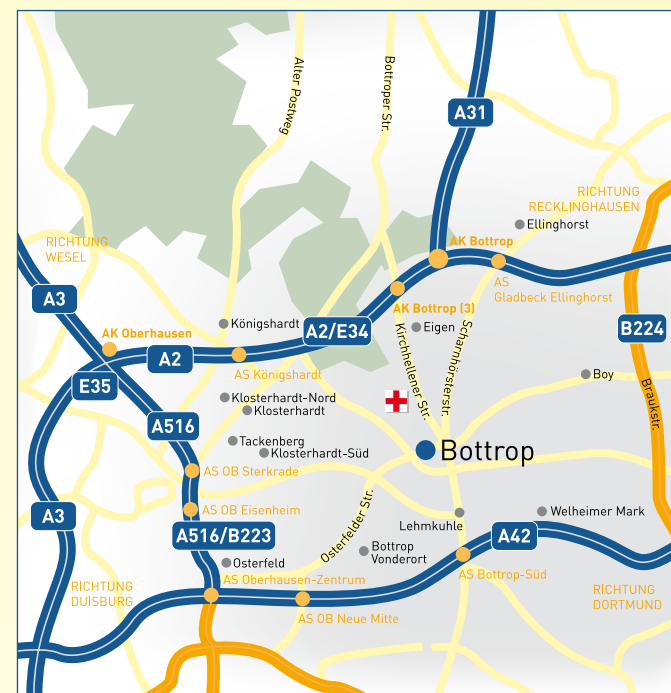 Alter Postweg
Bottroper Str.
A31
RICHTUNG
RECKLINGHAUSEN
Ellinghorst
RICHTUNG
WESEL
AK Bottrop
AS
Gladbeck Ellinghorst
A3
AK Bottrop (3)
Königshardt
A2/E34
Eigen
B224
AK Oberhausen
A2
Kirchhellener Str.
Scharnhörsterstr.
E35
AS Königshardt
Boy
Klosterhardt-Nord
Klosterhardt
Braukstr.
A516
Tackenberg
Klosterhardt-Süd
Bottrop
AS OB Sterkrade
A3
AS OB Eisenheim
Osterfelder Str.
Lehmkuhle
Welheimer Mark
A516/B223
A42
Bottrop
Vonderort
Osterfeld
AS Oberhausen-Zentrum
AS Bottrop-Süd
RICHTUNG
DUISBURG
RICHTUNG
DORTMUND
AS OB Neue Mitte